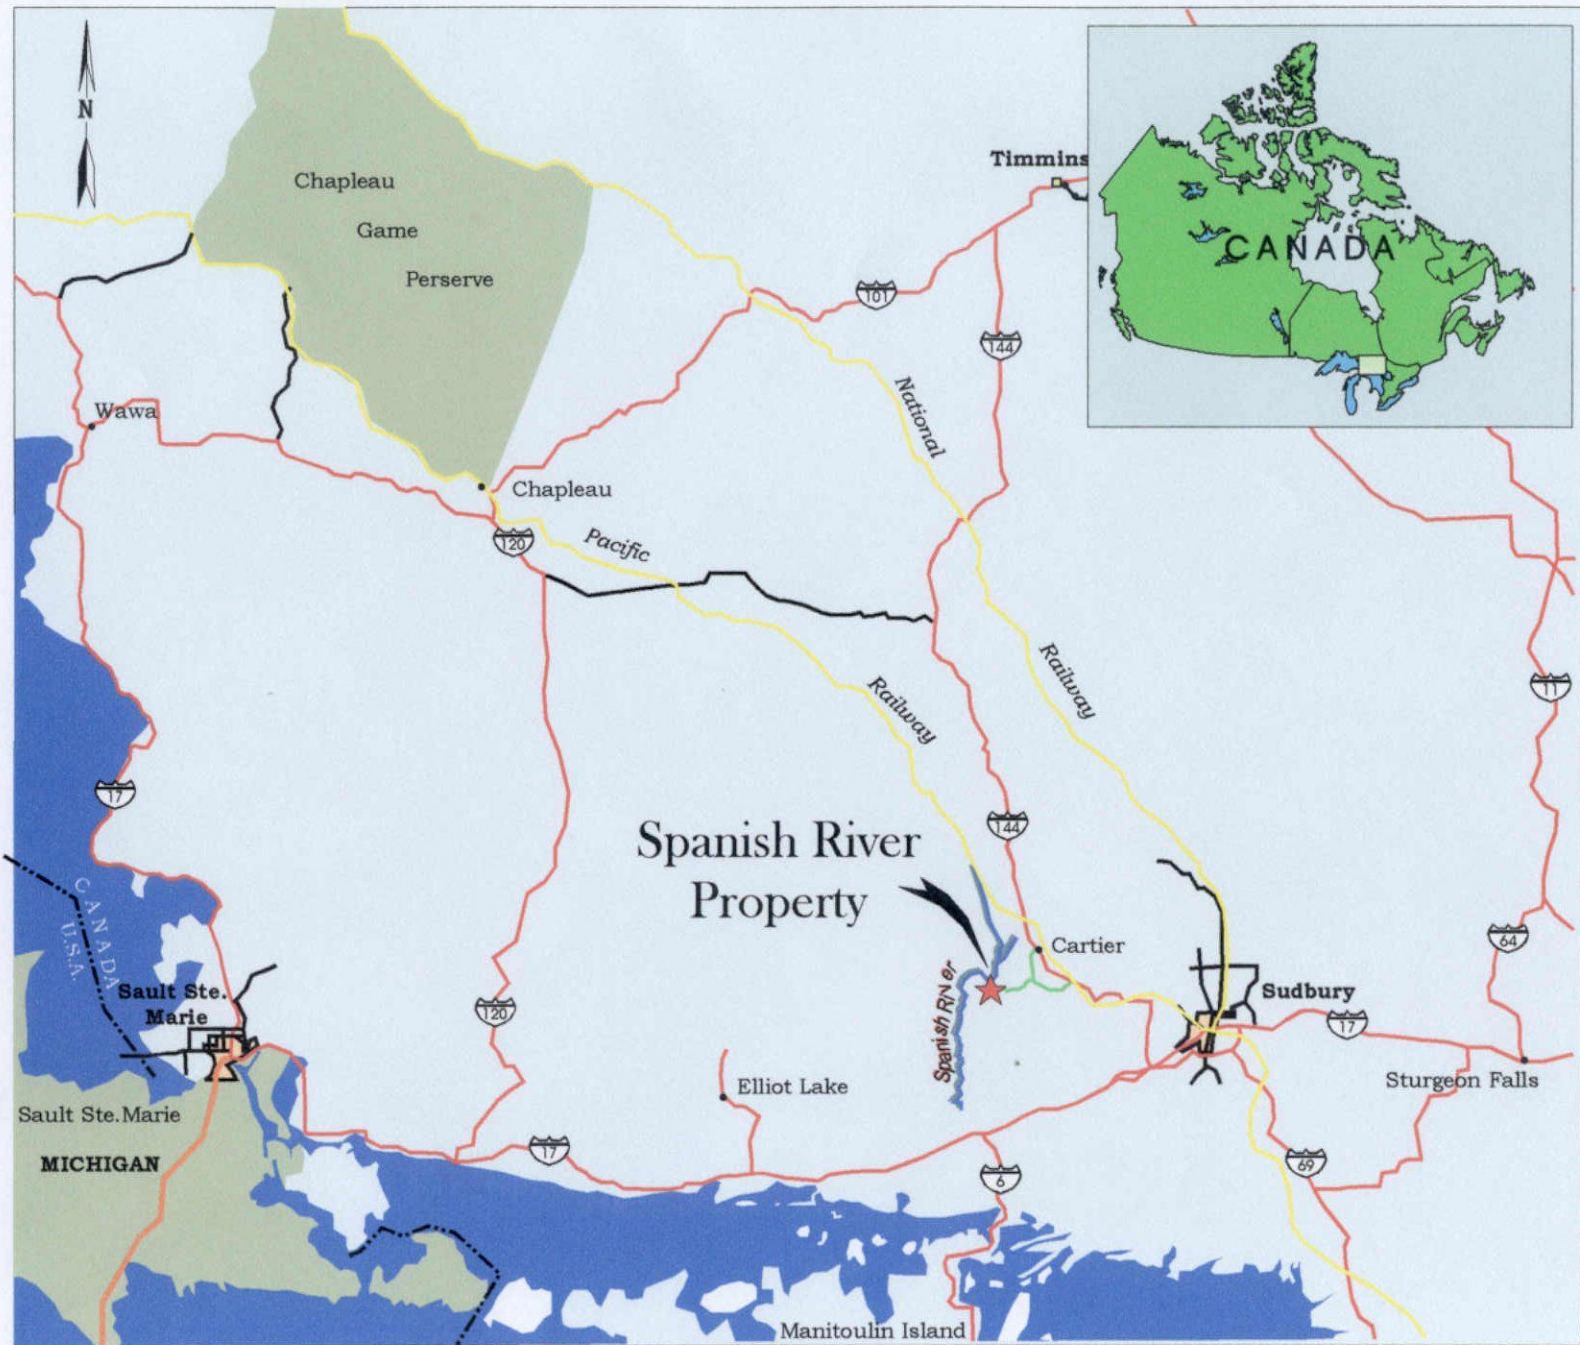 N
Chapleau
Game
Perserve
Timmins
CANADA
101
144
National
Wawa
Chapleau
120
Pacific
Railway
Railway
11
17
144
Spanish River
Property
CANADA
U.S.A.
Cartier
64
Spanish River
Sault Ste.
Marie
120
Sudbury
17
Elliot Lake
Sturgeon Falls
Sault Ste. Marie
17
MICHIGAN
6
69
Manitoulin Island